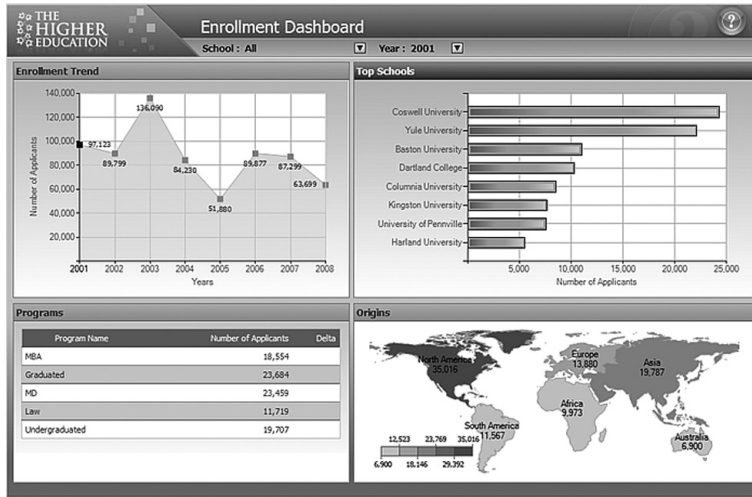 THE
HIGHER
EDUCATION
Enrollment Dashboard
?
School : All
Year : 2001
Enrollment Trend
140,000
120,000
100,000
80,000
60,000
40,000
20,000
Number of Applicants
97,123
89,799
136,090
84,230
51,880
89,877
87,299
63,699
2001 2002 2003 2004 2005 2006 2007 2008
Years
Top Schools
Coswell University
Yule University
Baston University
Dartland College
Columnia University
Kingston University
University of Pennville
Harland University
5,000 10,000 15,000 20,000 25,000
Number of Applicants
Programs
Program Name Number of Applicants Delta
MBA 18,554
Graduated 23,684
MD 23,459
Law 11,719
Undergraduated 19,707
Origins
North America
35,016
Europe
13,880
Asia
19,787
Africa
9,973
South America
11,567
Australia
6,900
12,523 23,769 35,016
6,900 18,146 29,392